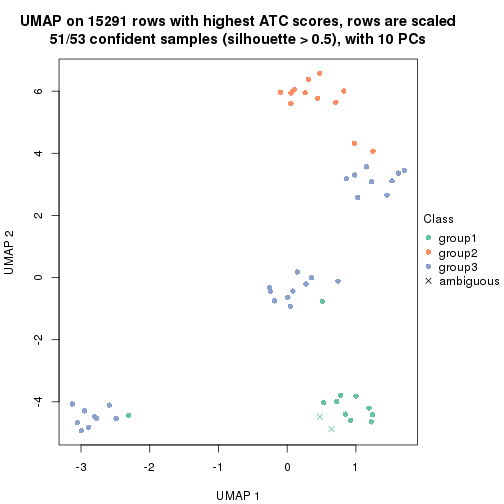 UMAP on 15291 rows with highest ATC scores, rows are scaled
51/53 confident samples (silhouette > 0.5), with 10 PCs
6
4
2
0
-2
-4
UMAP 2
-3
-2
-1
0
1
UMAP 1
Class
group1
group2
group3
ambiguous